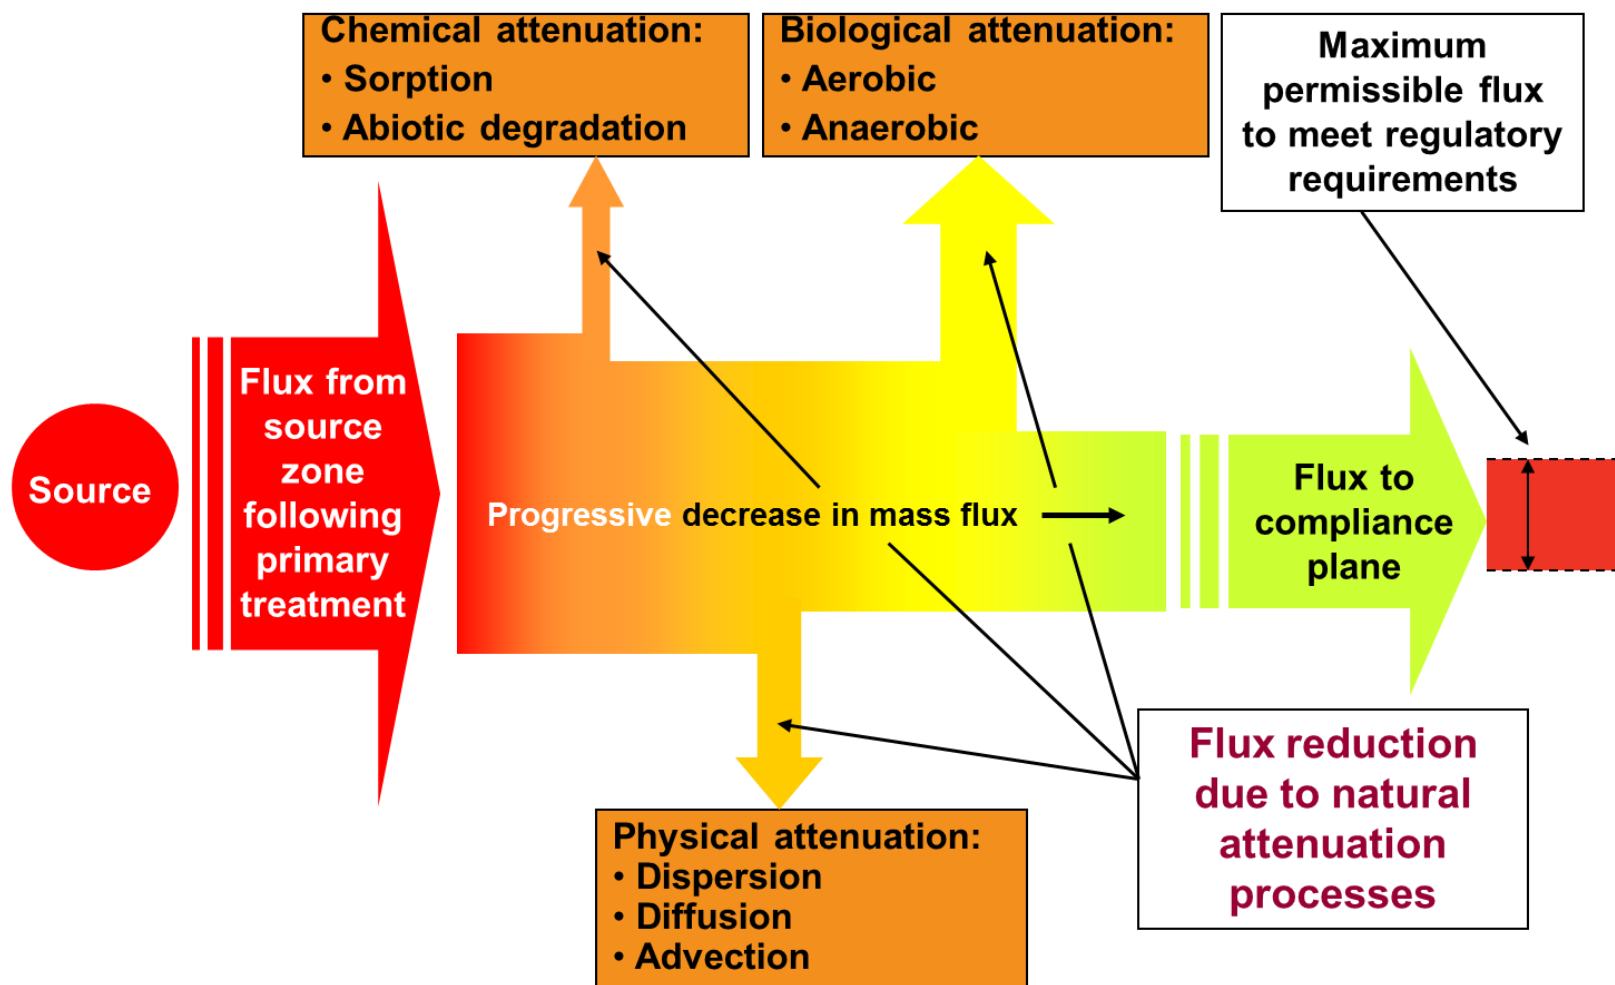 Chemical attenuation:
• Sorption
• Abiotic degradation
Biological attenuation:
• Aerobic
• Anaerobic
Maximum
permissible flux
to meet regulatory
requirements
Source
Flux from
source
zone
following
primary
treatment
Progressive decrease in mass flux
Flux to
compliance
plane
Physical attenuation:
• Dispersion
• Diffusion
• Advection
Flux reduction
due to natural
attenuation
processes